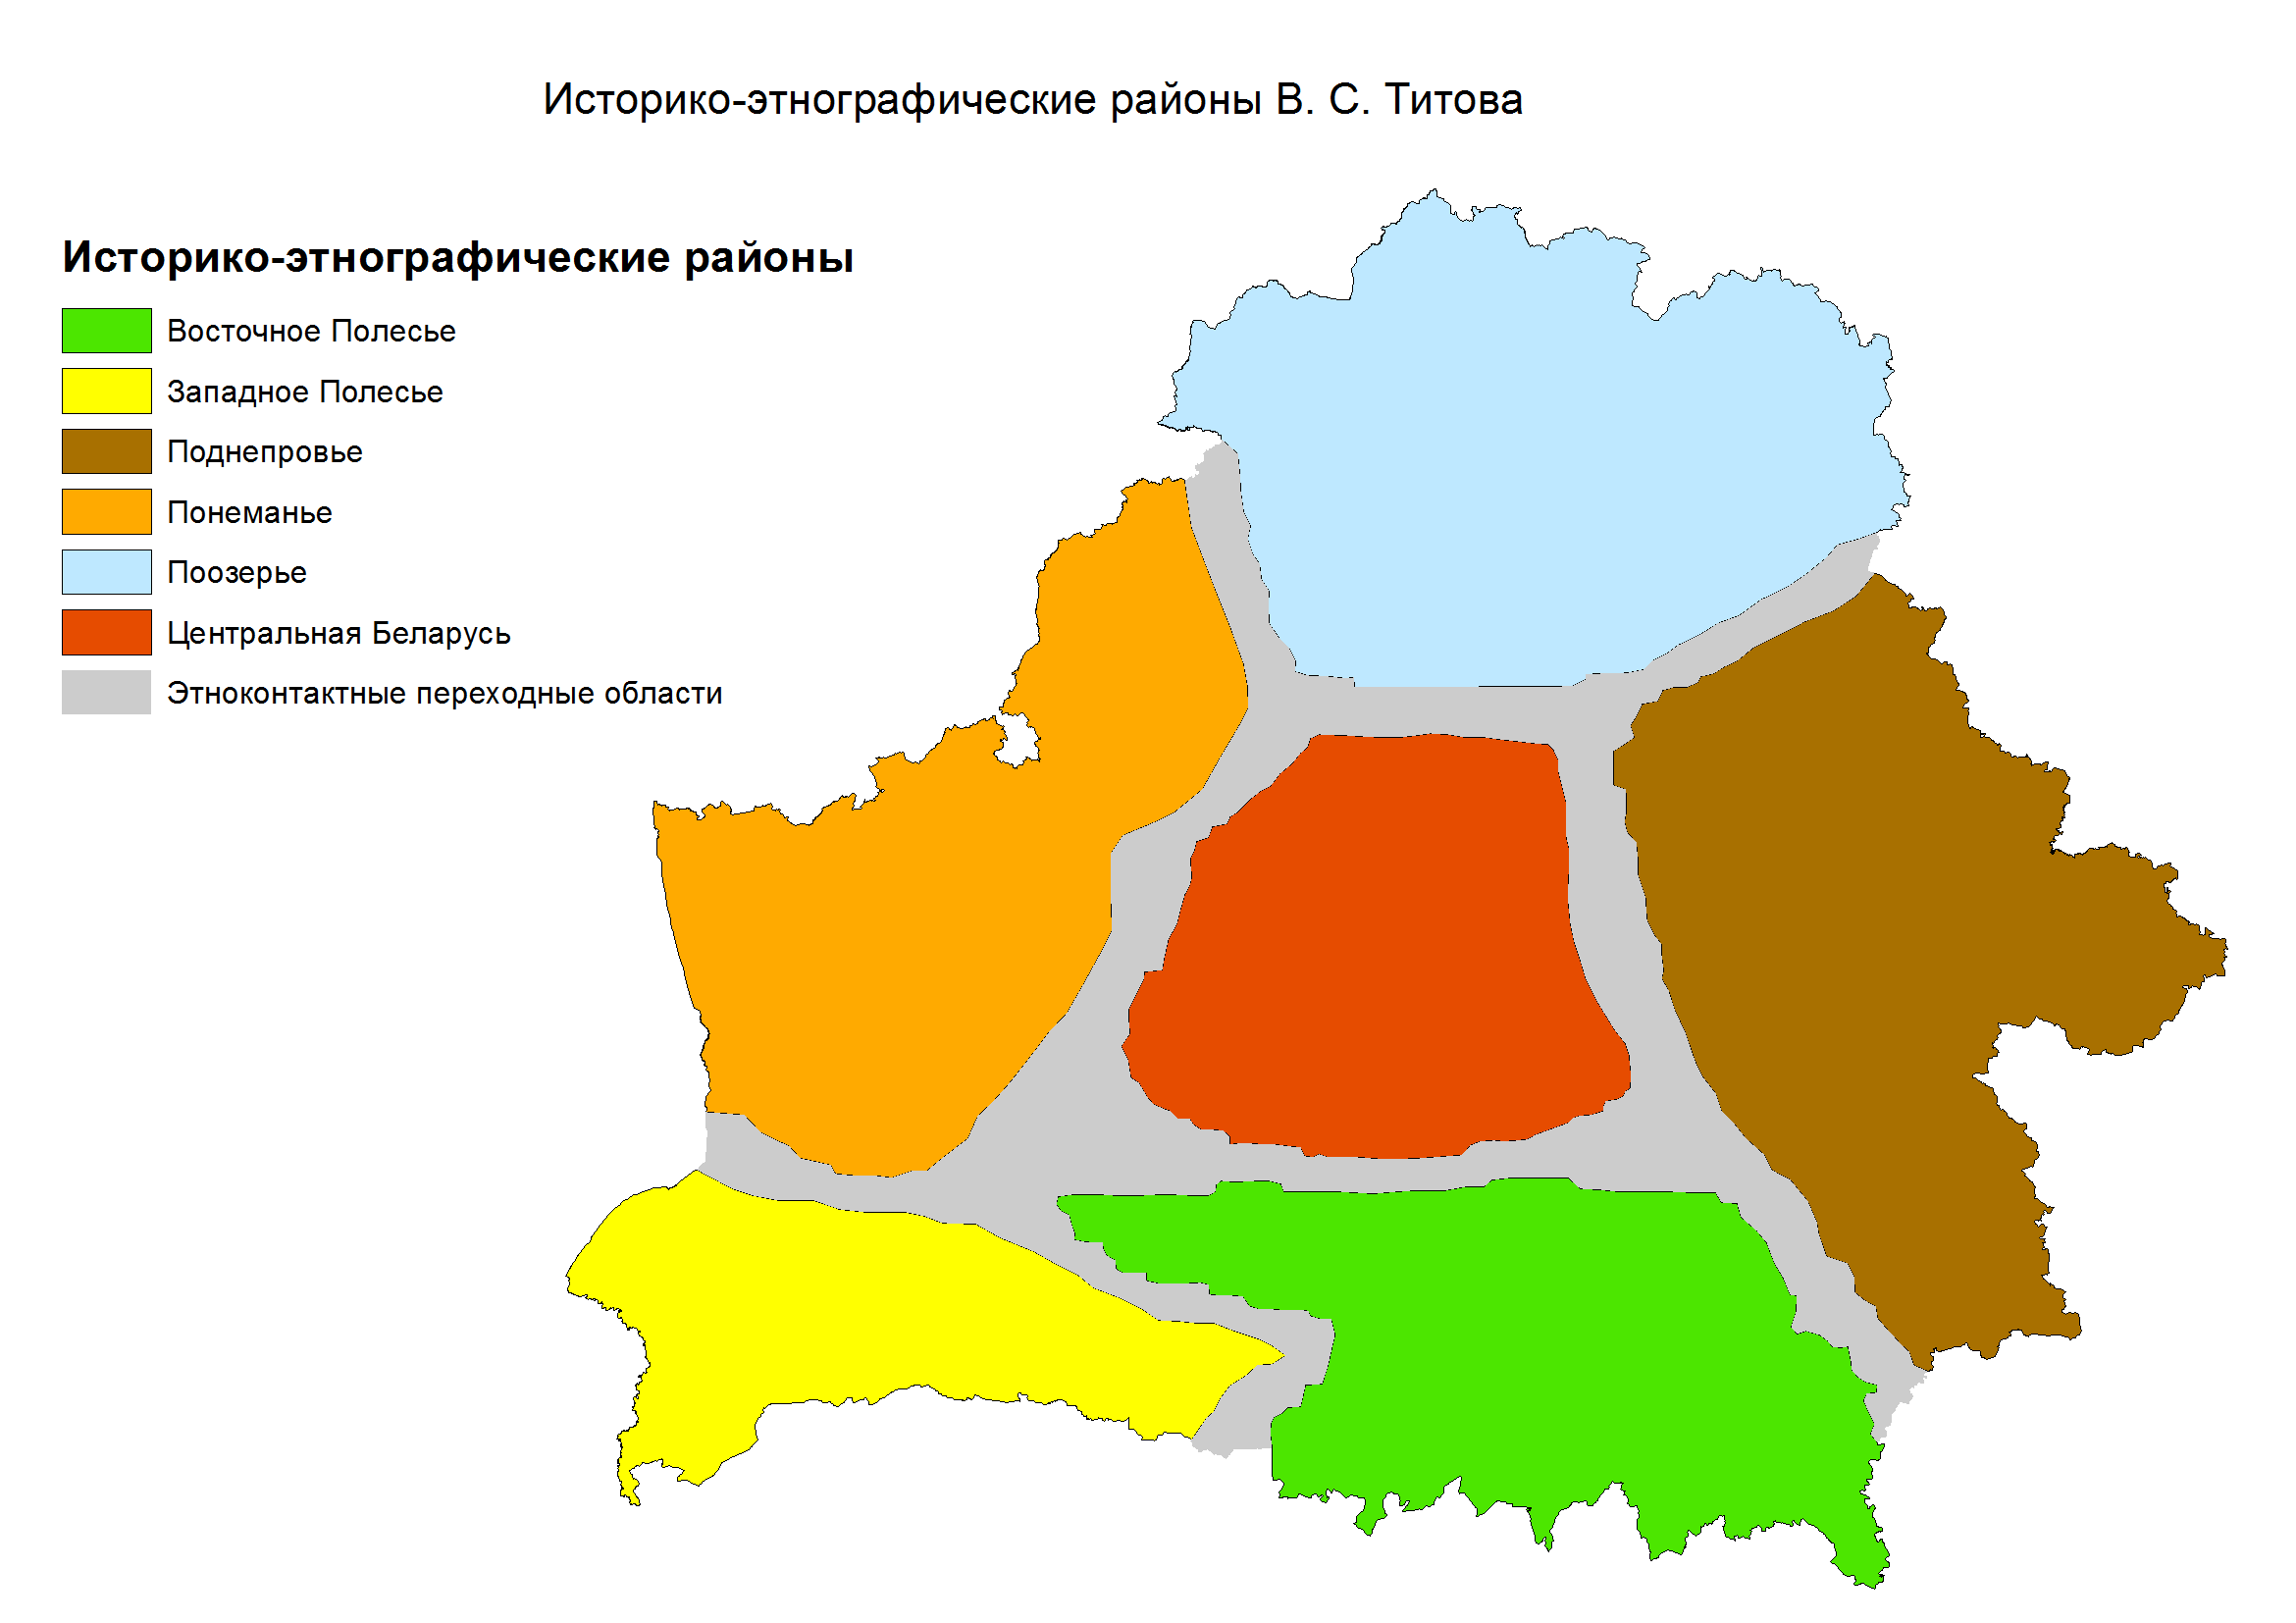 Историко-этнографические районы В. С. Титова
Историко-этнографические районы
Восточное Полесье
Западное Полесье
Поднепровье
Понеманье
Поозерье
Центральная Беларусь
Этноконтактные переходные области